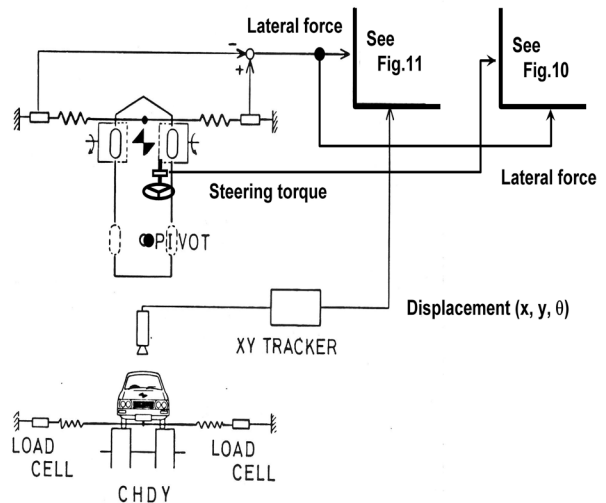 Lateral force
See
Fig.11
See
Fig.10
−
+
Steering torque
Lateral force
PIVOT
Displacement (x, y, θ)
XY TRACKER
LOAD
CELL
LOAD
CELL
CHDY